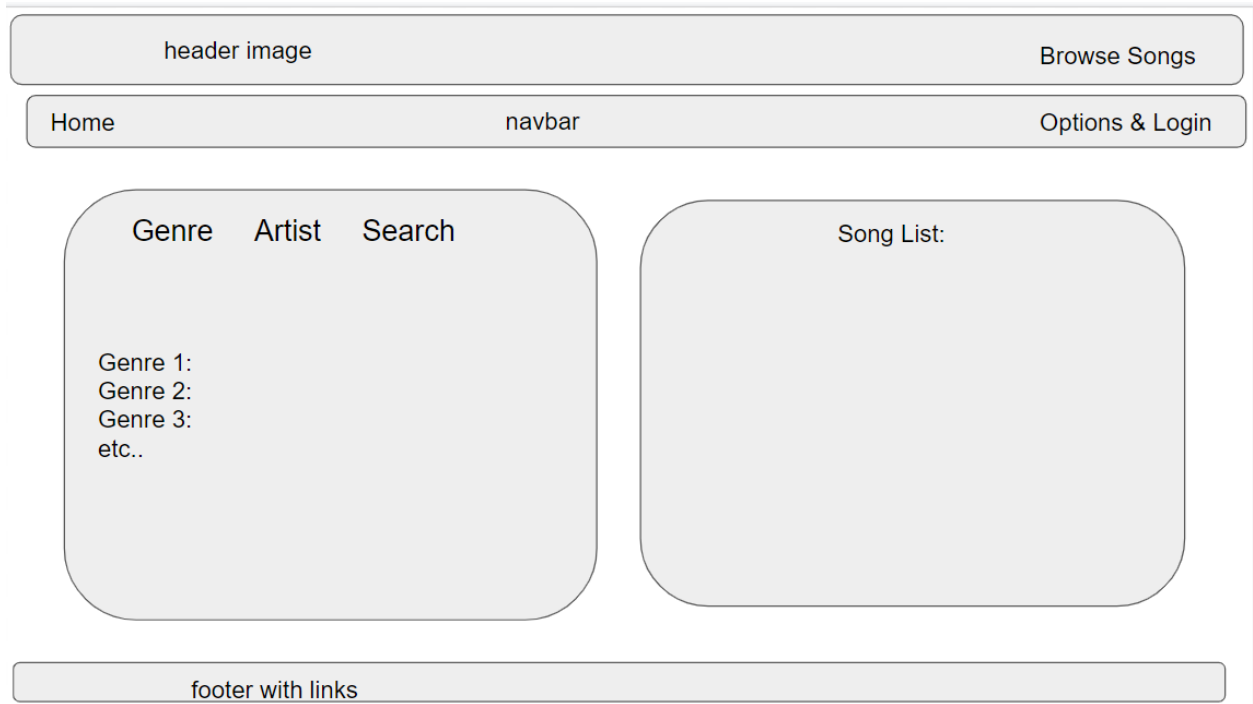 header image
Browse Songs
Home
navbar
Options & Login
Genre Artist Search
Genre 1:
Genre 2:
Genre 3:
etc..
Song List:
footer with links